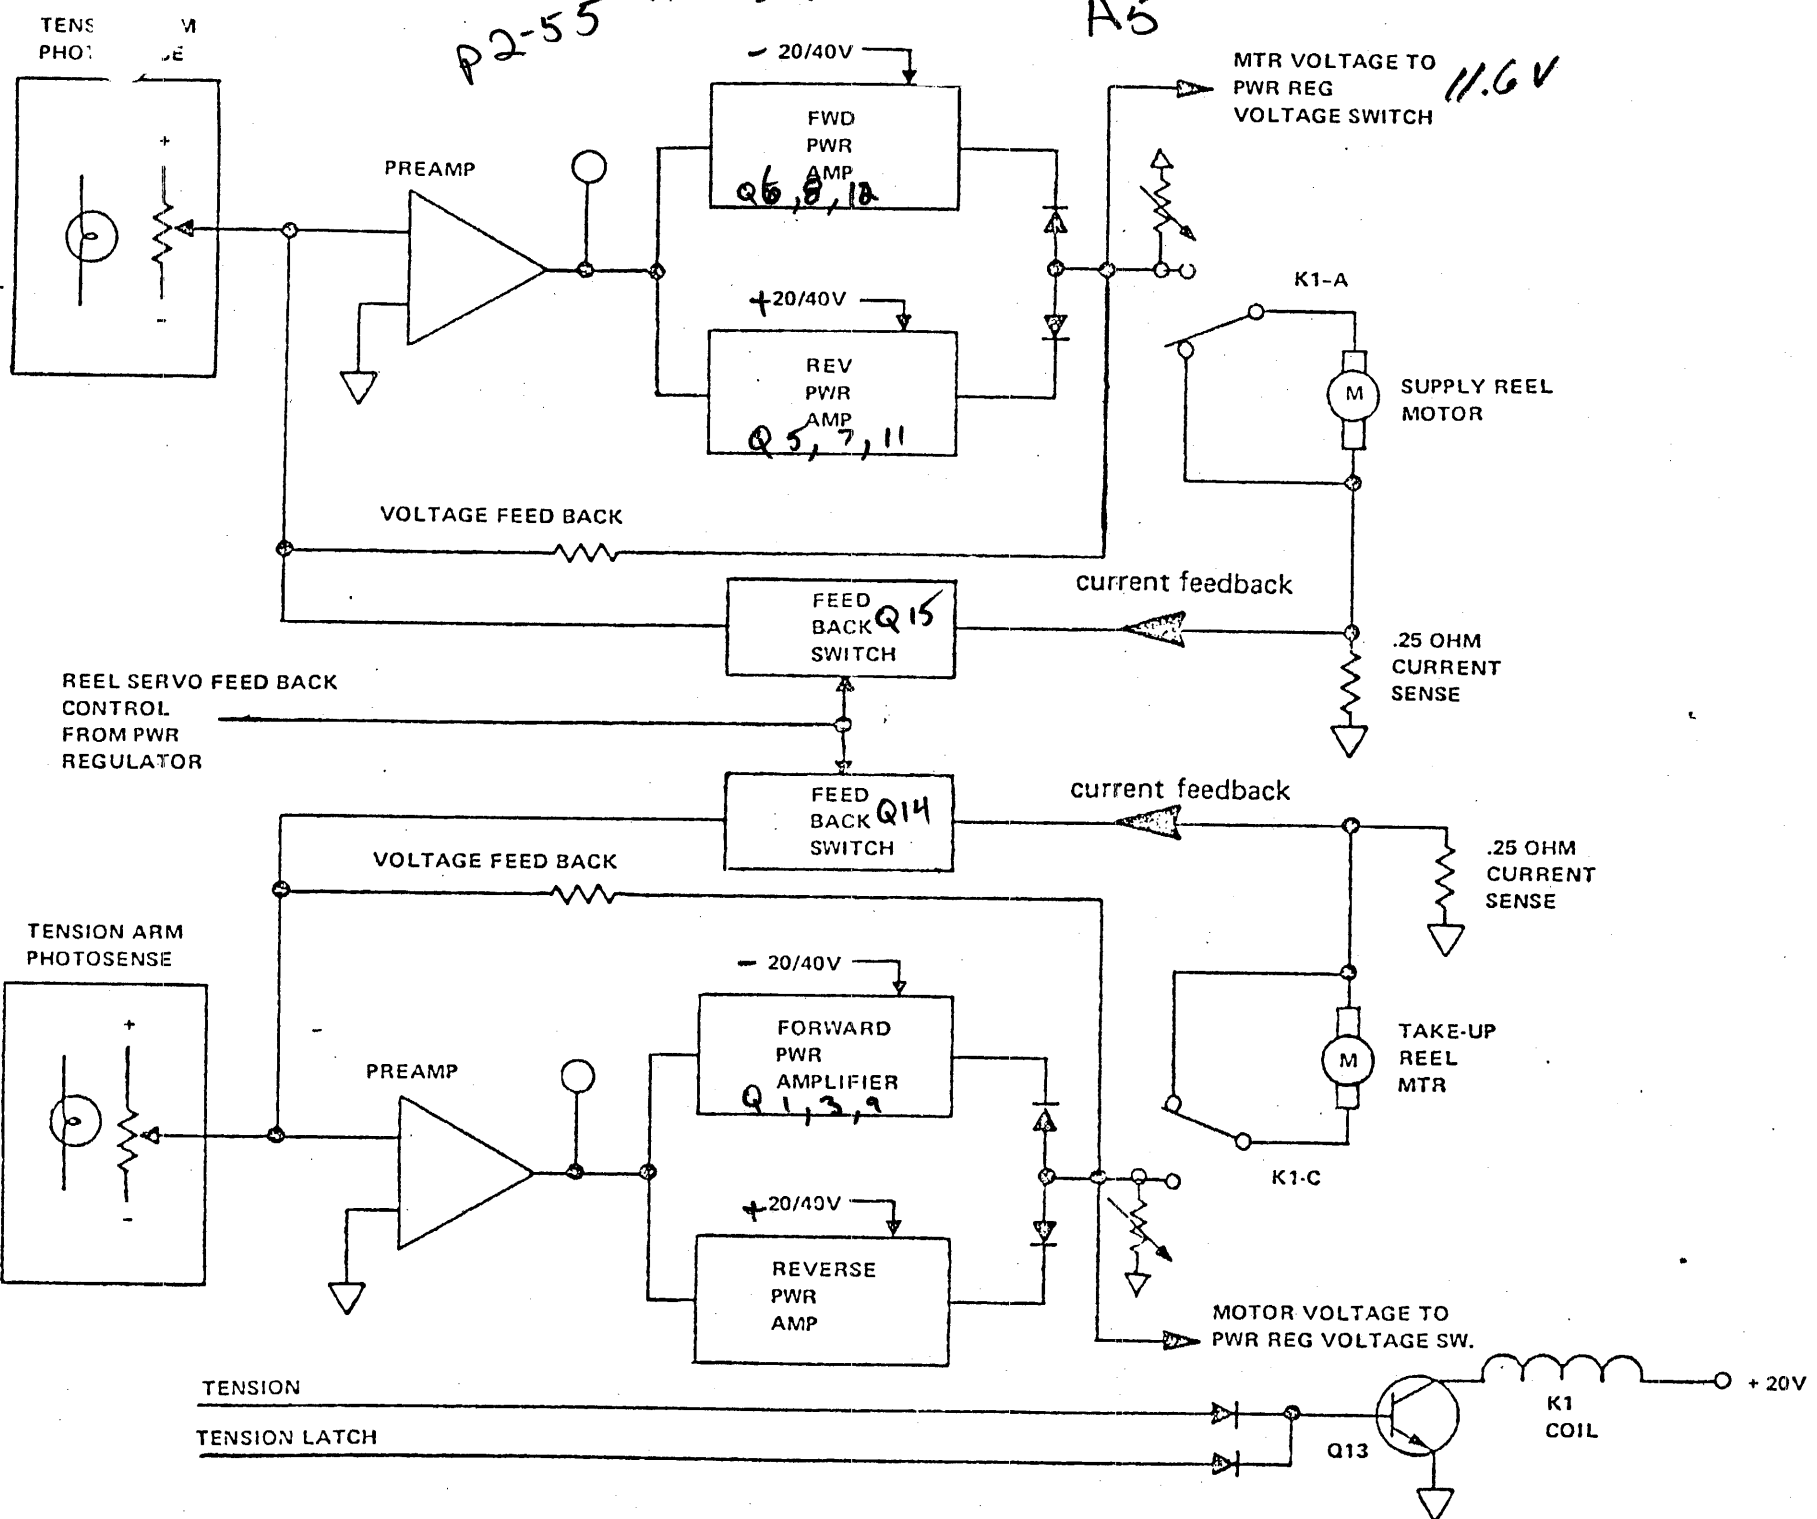 TENS M
PHOT SE
p2-55
A5
- 20/40V
MTR VOLTAGE TO
PWR REG
VOLTAGE SWITCH
11.6V
FWD
PWR
AMP
Q6, 8, 12
+
-
PREAMP
+20/40V
REV
PWR
AMP
Q 5, 7, 11
K1-A
M
SUPPLY REEL
MOTOR
VOLTAGE FEED BACK
current feedback
FEED
BACK Q15
SWITCH
.25 OHM
CURRENT
SENSE
REEL SERVO FEED BACK
CONTROL
FROM PWR
REGULATOR
FEED
BACK Q14
SWITCH
current feedback
.25 OHM
CURRENT
SENSE
VOLTAGE FEED BACK
TENSION ARM
PHOTOSENSE
- 20/40V
FORWARD
PWR
AMPLIFIER
Q 1, 3, 9
+
-
PREAMP
M
TAKE-UP
REEL
MTR
K1-C
+20/40V
REVERSE
PWR
AMP
MOTOR VOLTAGE TO
PWR REG VOLTAGE SW.
TENSION
TENSION LATCH
Q13
K1
COIL
+ 20V